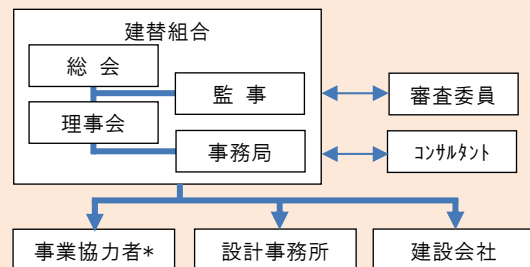 建替組合
総 会
監 事
審査委員
理事会
事務局
ｺﾝｻﾙﾀﾝﾄ
事業協力者*
設計事務所
建設会社